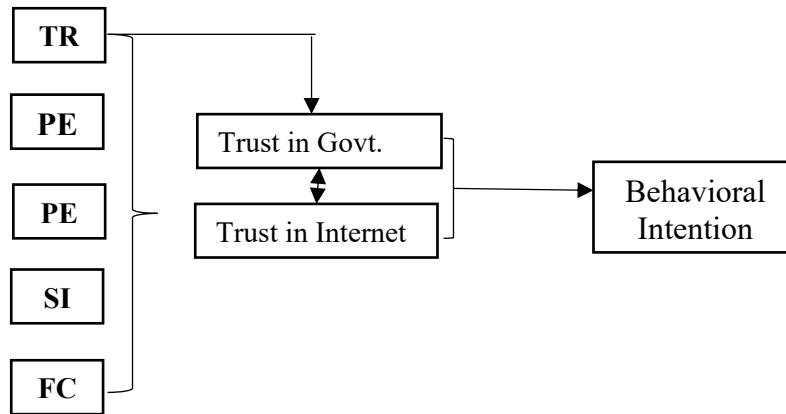 TR
PE
PE
SI
FC
Trust in Govt.
Trust in Internet
Behavioral
Intention